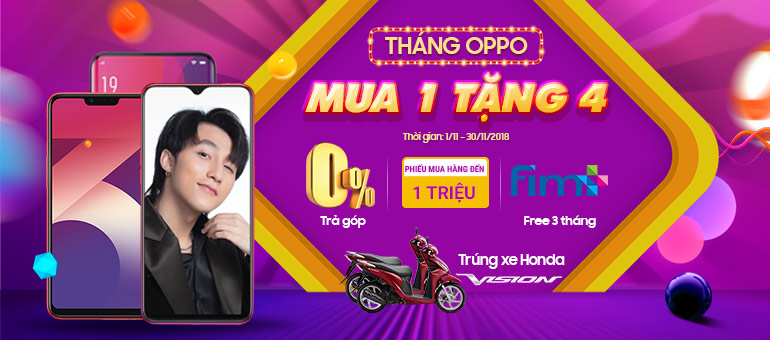 THÁNG OPPO
MUA 1 TẶNG 4
Thời gian: 1/11 - 30/11/2018
0%
Trả góp
PHIẾU MUA HÀNG ĐẾN
1 TRIỆU
fim+
Free 3 tháng
Trúng xe Honda
VISION
19